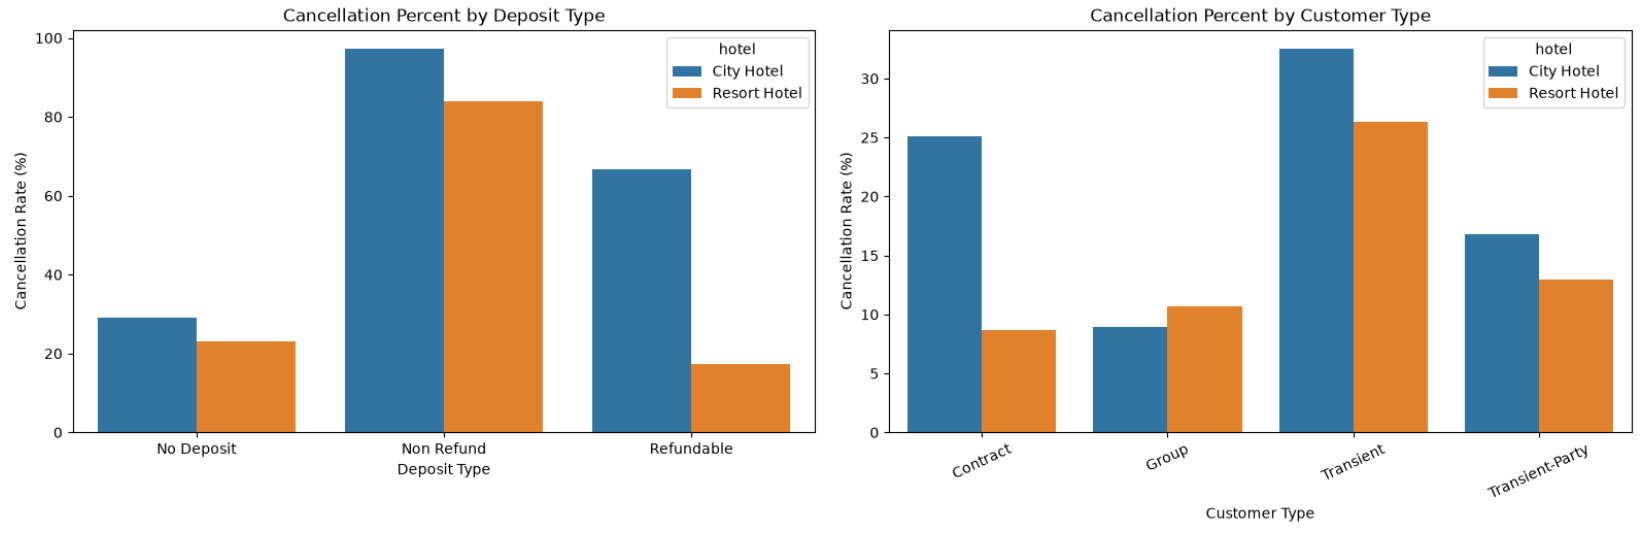 Cancellation Percent by Deposit Type
Cancellation Rate (%)
100
80
60
40
20
0
hotel
City Hotel
Resort Hotel
No Deposit
Non Refund
Refundable
Deposit Type
Cancellation Percent by Customer Type
Cancellation Rate (%)
30
25
20
15
10
5
0
hotel
City Hotel
Resort Hotel
Contract
Group
Transient
Transient-Party
Customer Type